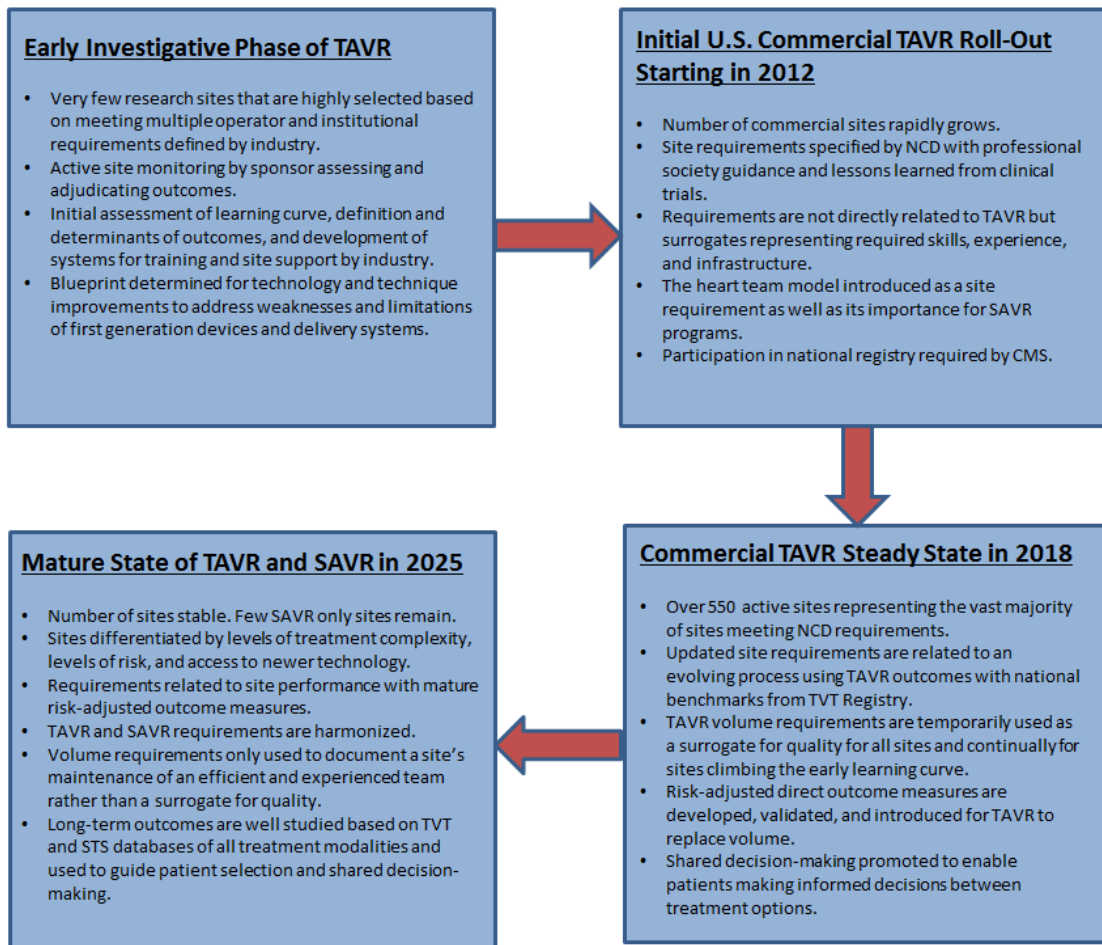 Early Investigative Phase of TAVR
• Very few research sites that are highly selected based
on meeting multiple operator and institutional
requirements defined by industry.
• Active site monitoring by sponsor assessing and
adjudicating outcomes.
• Initial assessment of learning curve, definition and
determinants of outcomes, and development of
systems for training and site support by industry.
• Blueprint determined for technology and technique
improvements to address weaknesses and limitations
of first generation devices and delivery systems.
Initial U.S. Commercial TAVR Roll-Out
Starting in 2012
• Number of commercial sites rapidly grows.
• Site requirements specified by NCD with professional
society guidance and lessons learned from clinical
trials.
• Requirements are not directly related to TAVR but
surrogates representing required skills, experience,
and infrastructure.
• The heart team model introduced as a site
requirement as well as its importance for SAVR
programs.
• Participation in national registry required by CMS.
Commercial TAVR Steady State in 2018
• Over 550 active sites representing the vast majority
of sites meeting NCD requirements.
• Updated site requirements are related to an
evolving process using TAVR outcomes with national
benchmarks from TVT Registry.
• TAVR volume requirements are temporarily used as
a surrogate for quality for all sites and continually for
sites climbing the early learning curve.
• Risk-adjusted direct outcome measures are
developed, validated, and introduced for TAVR to
replace volume.
• Shared decision-making promoted to enable
patients making informed decisions between
treatment options.
Mature State of TAVR and SAVR in 2025
• Number of sites stable. Few SAVR only sites remain.
• Sites differentiated by levels of treatment complexity,
levels of risk, and access to newer technology.
• Requirements related to site performance with mature
risk-adjusted outcome measures.
• TAVR and SAVR requirements are harmonized.
• Volume requirements only used to document a site’s
maintenance of an efficient and experienced team
rather than a surrogate for quality.
• Long-term outcomes are well studied based on TVT
and STS databases of all treatment modalities and
used to guide patient selection and shared decision-
making.